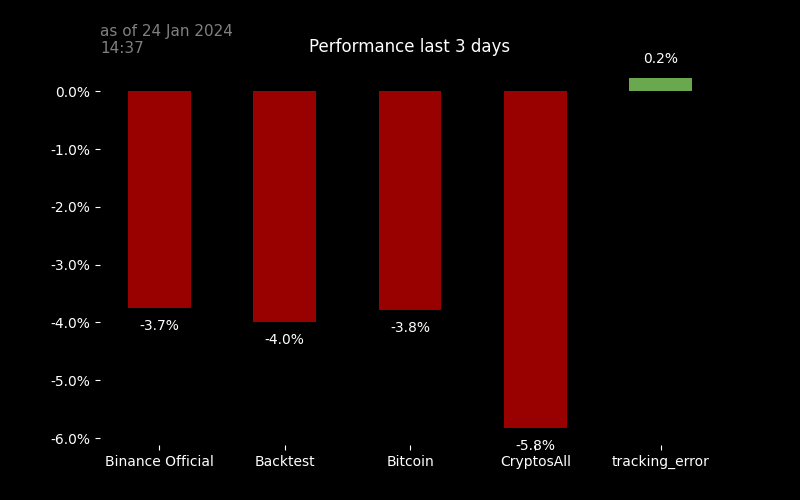 as of 24 Jan 2024
14:37
Performance last 3 days
0.2%
0.0%
-1.0%
-2.0%
-3.0%
-4.0%
-5.0%
-6.0%
-3.7%
-4.0%
-3.8%
-5.8%
Binance Official
Backtest
Bitcoin
CryptosAll
tracking_error